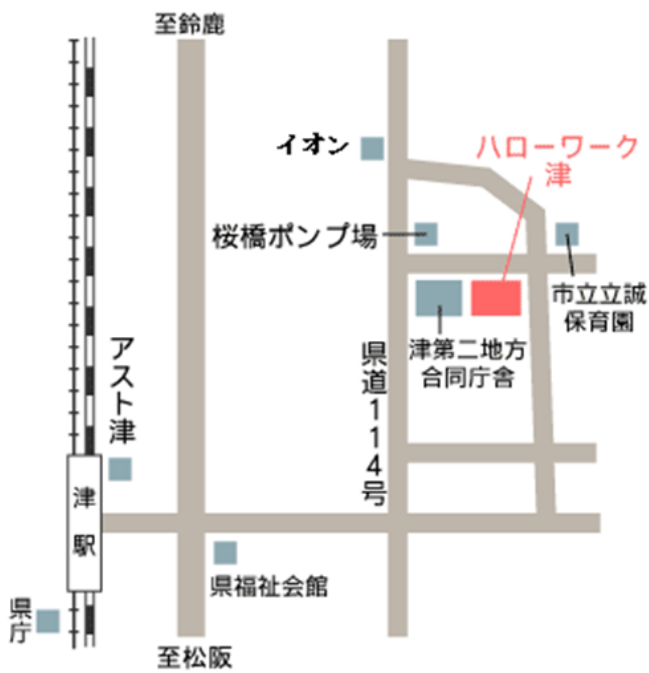 至鈴鹿
イオン
ハローワーク
津
桜橋ポンプ場
市立立誠
保育園
津第二地方
合同庁舎
アスト津
県道114号
津駅
県福祉会館
県庁
至松阪